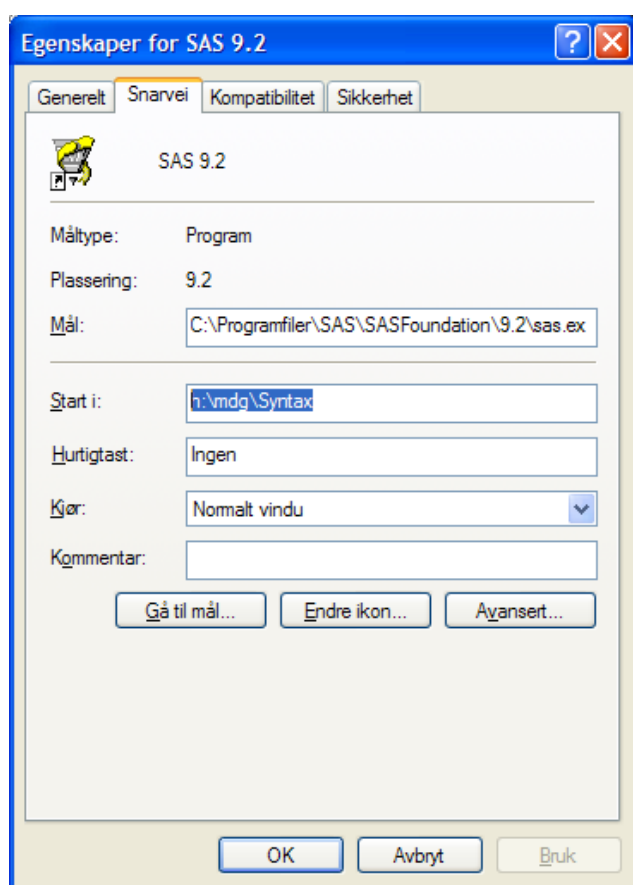 Egenskaper for SAS 9.2
Generelt Snarvei Kompatibilitet Sikkerhet
SAS 9.2
Måltype: Program
Plassering: 9.2
Mål: C:\Programfiler\SAS\SASFoundation\9.2\sas.ex
Start i: h:\mdg\Syntax
Hurtigtast: Ingen
Kjør: Normalt vindu
Kommentar:
Gå til mål... Endre ikon... Avansert...
OK Avbryt Bruk